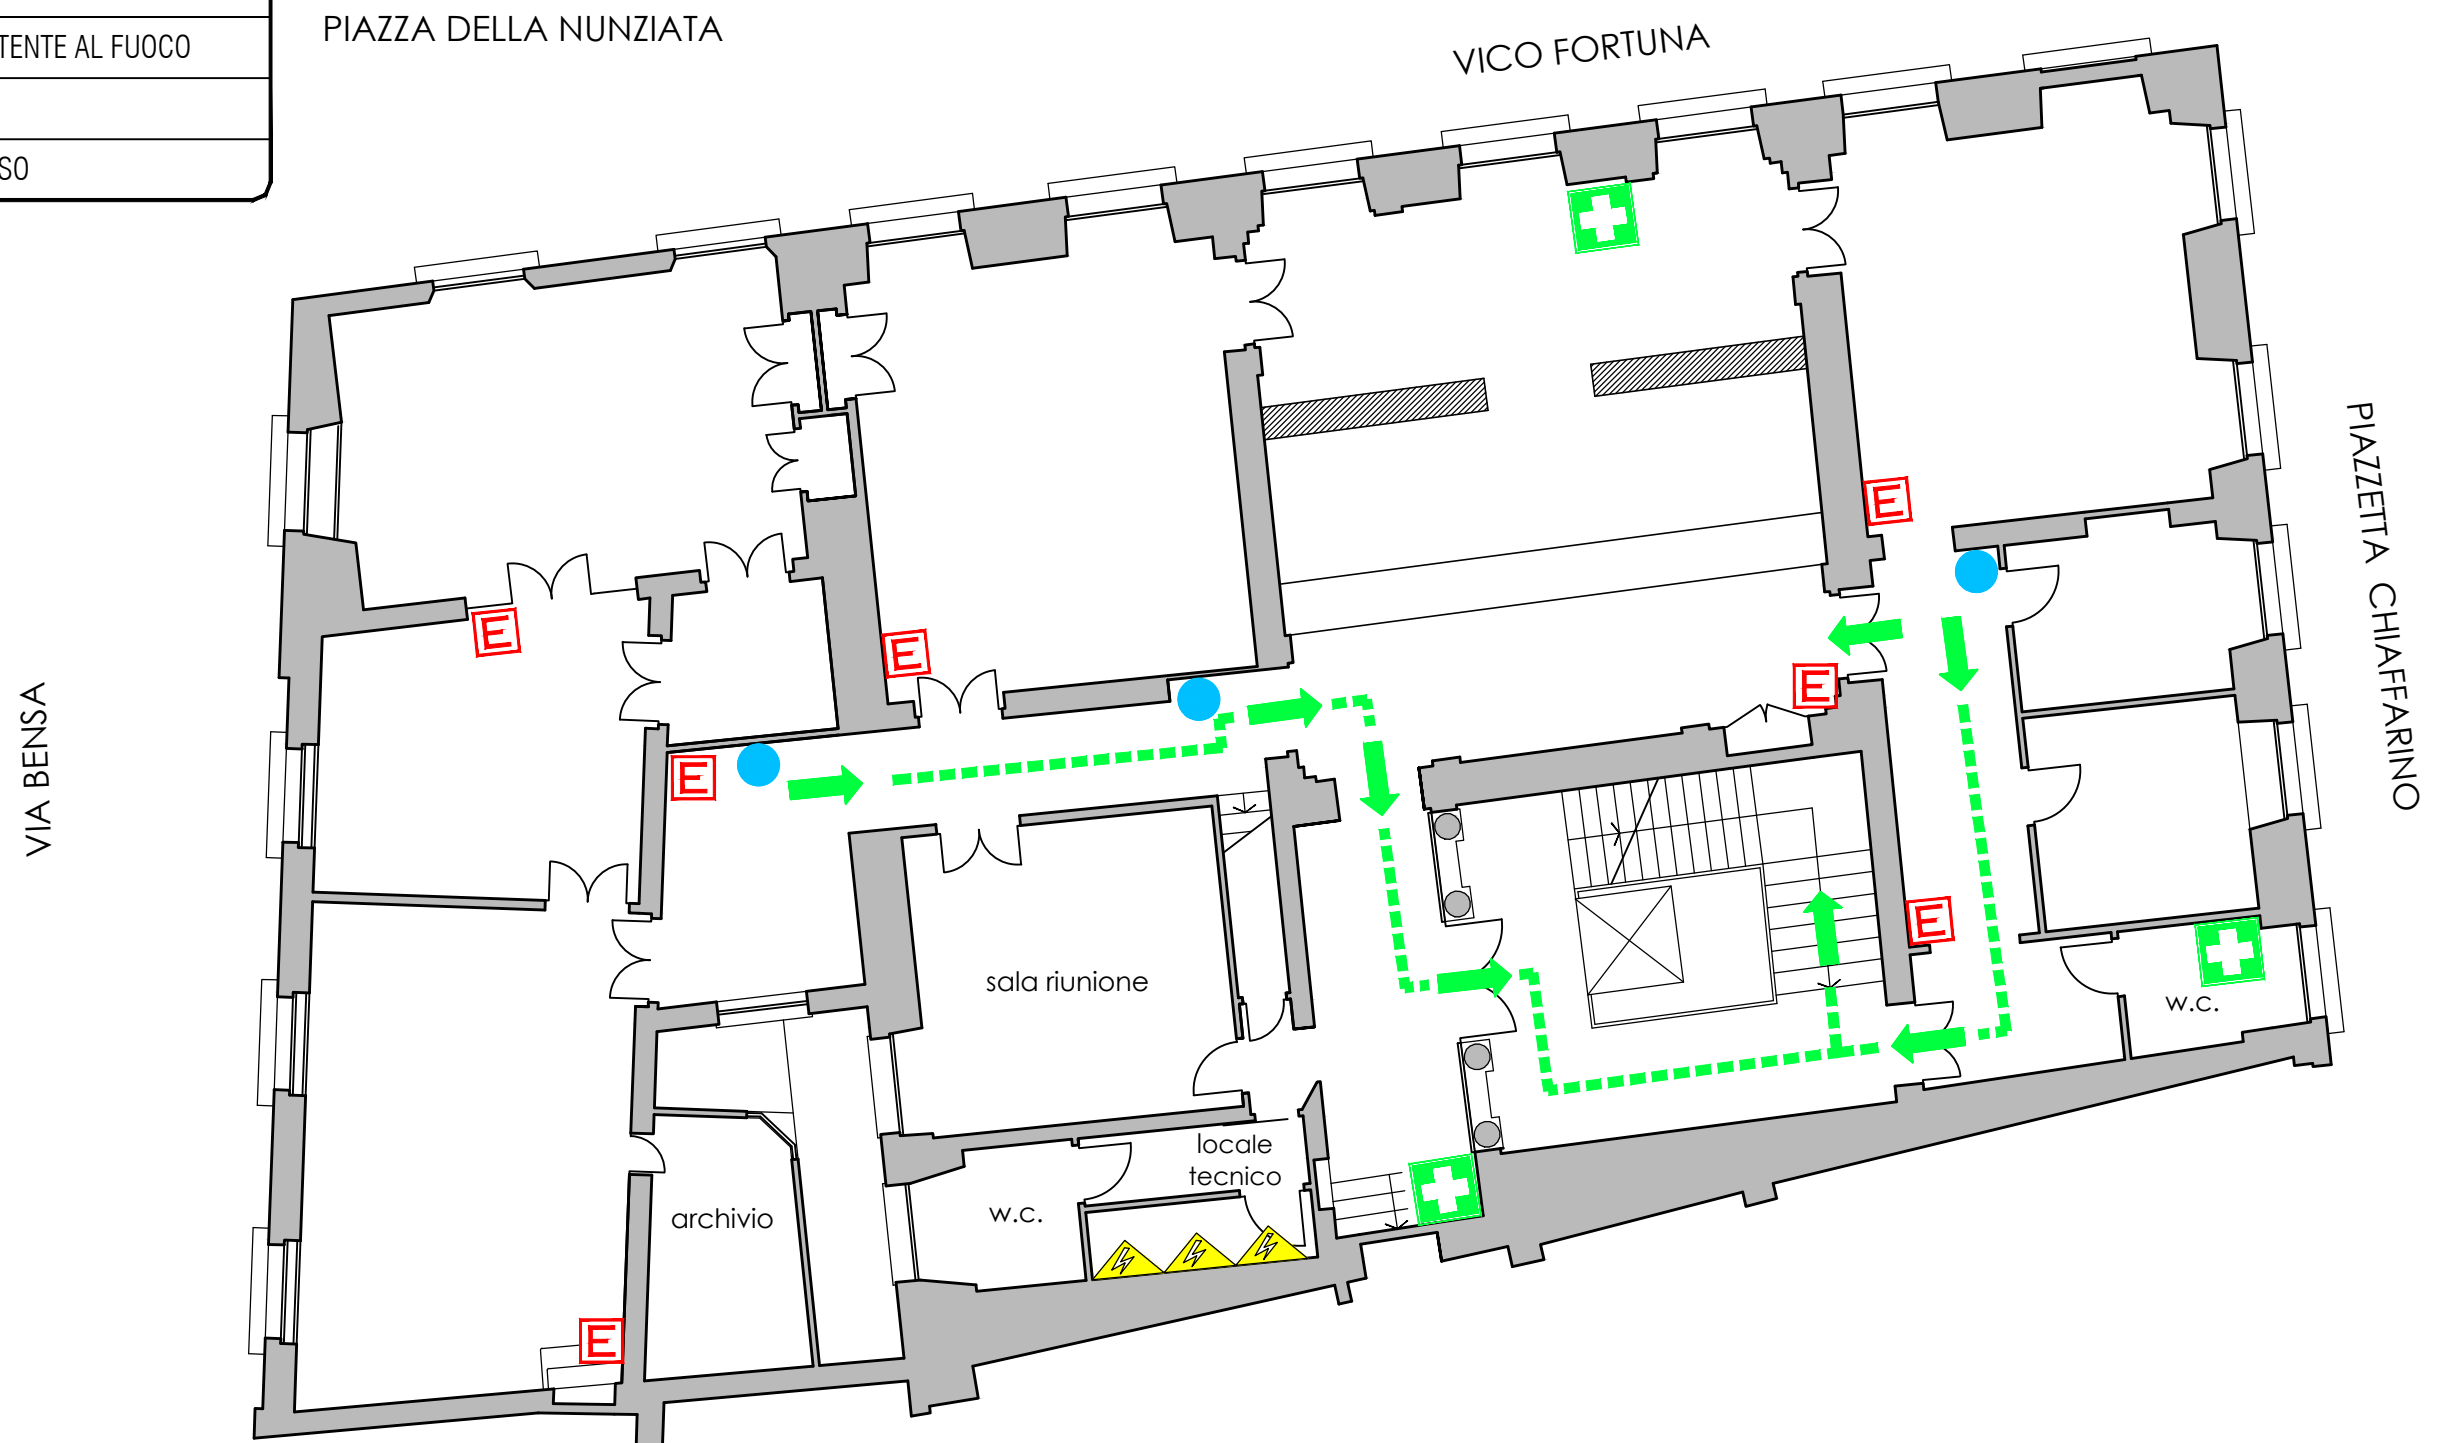 TENTE AL FUOCO
SO
PIAZZA DELLA NUNZIATA
VICO FORTUNA
PIAZZETTA CHIAFFARINO
VIA BENSA
E
E
E
E
E
E
E
sala riunione
w.c.
locale
tecnico
archivio
w.c.